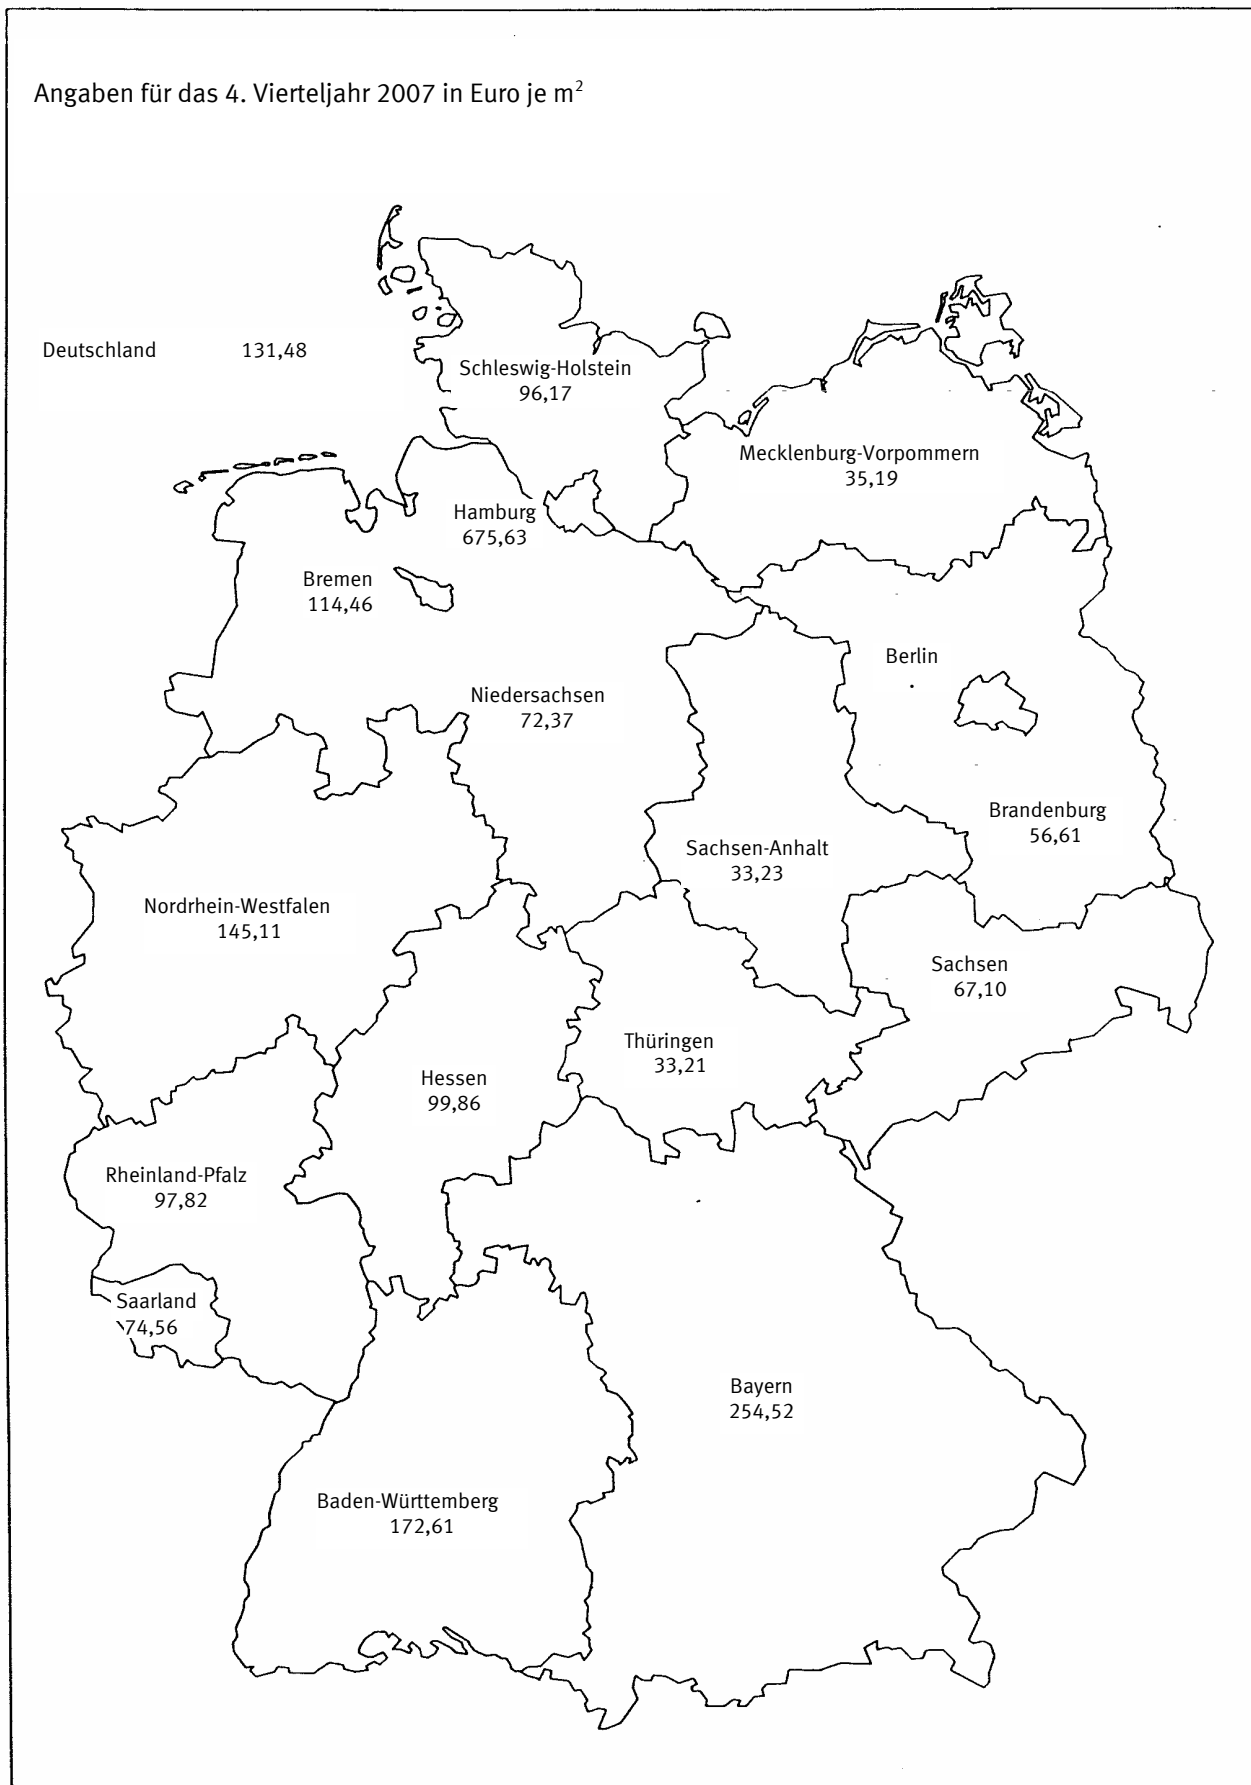 Angaben für das 4. Vierteljahr 2007 in Euro je m²
Deutschland 131,48
Schleswig-Holstein
96,17
Mecklenburg-Vorpommern
35,19
Hamburg
675,63
Bremen
114,46
Berlin
Niedersachsen
72,37
Brandenburg
56,61
Sachsen-Anhalt
33,23
Nordrhein-Westfalen
145,11
Sachsen
67,10
Thüringen
33,21
Hessen
99,86
Rheinland-Pfalz
97,82
Saarland
74,56
Bayern
254,52
Baden-Württemberg
172,61